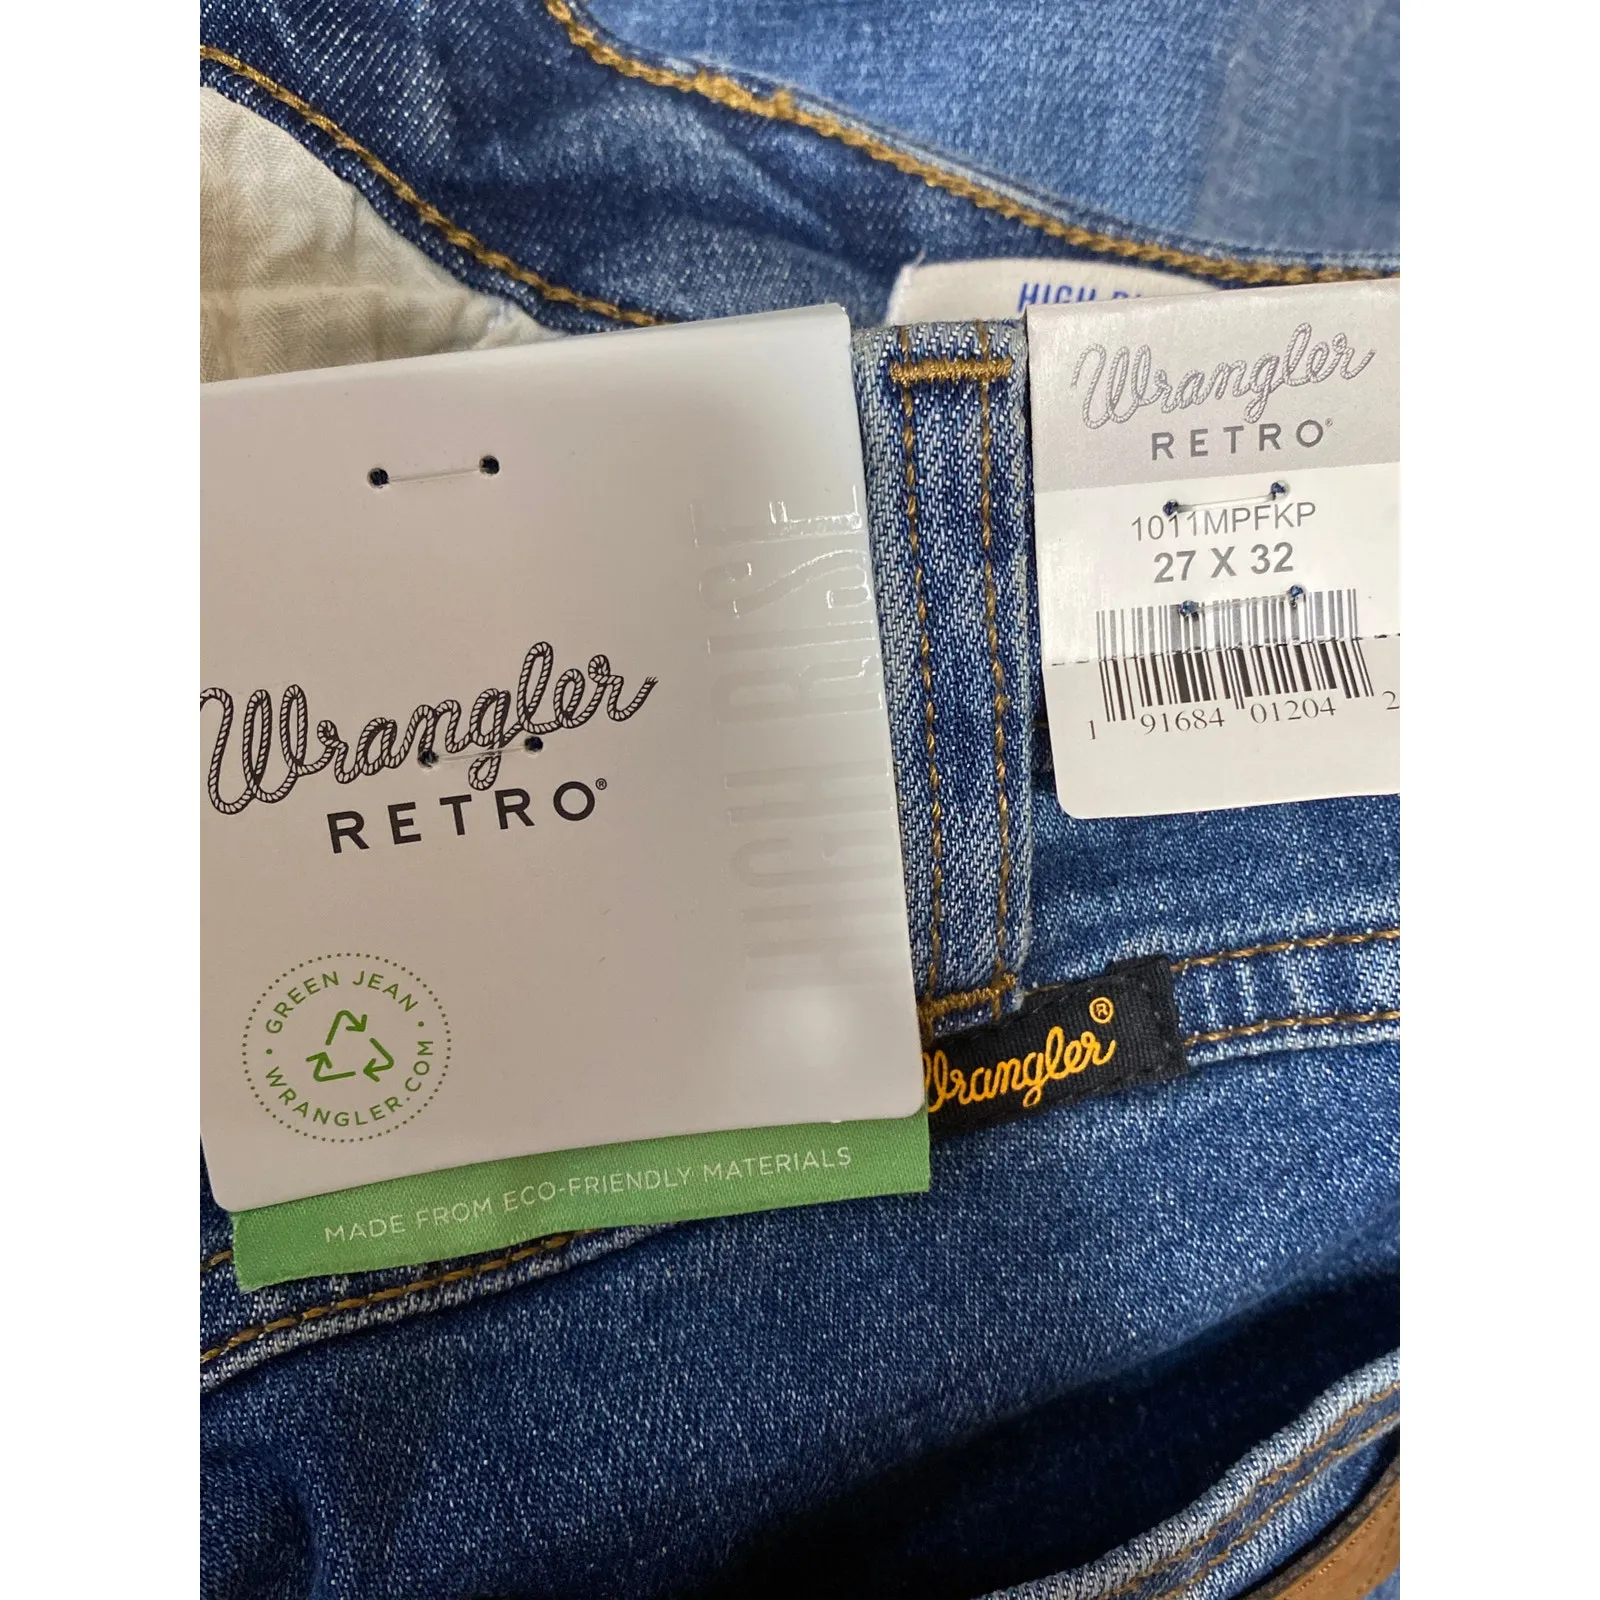 HIGH
Wrangler
RETRO®
HIGH RISE
GREEN JEAN
WRANGLER.COM
MADE FROM ECO-FRIENDLY MATERIALS
Wrangler®
Wrangler
RETRO®
1011MPFKP
27 X 32
1 91684 01204 2